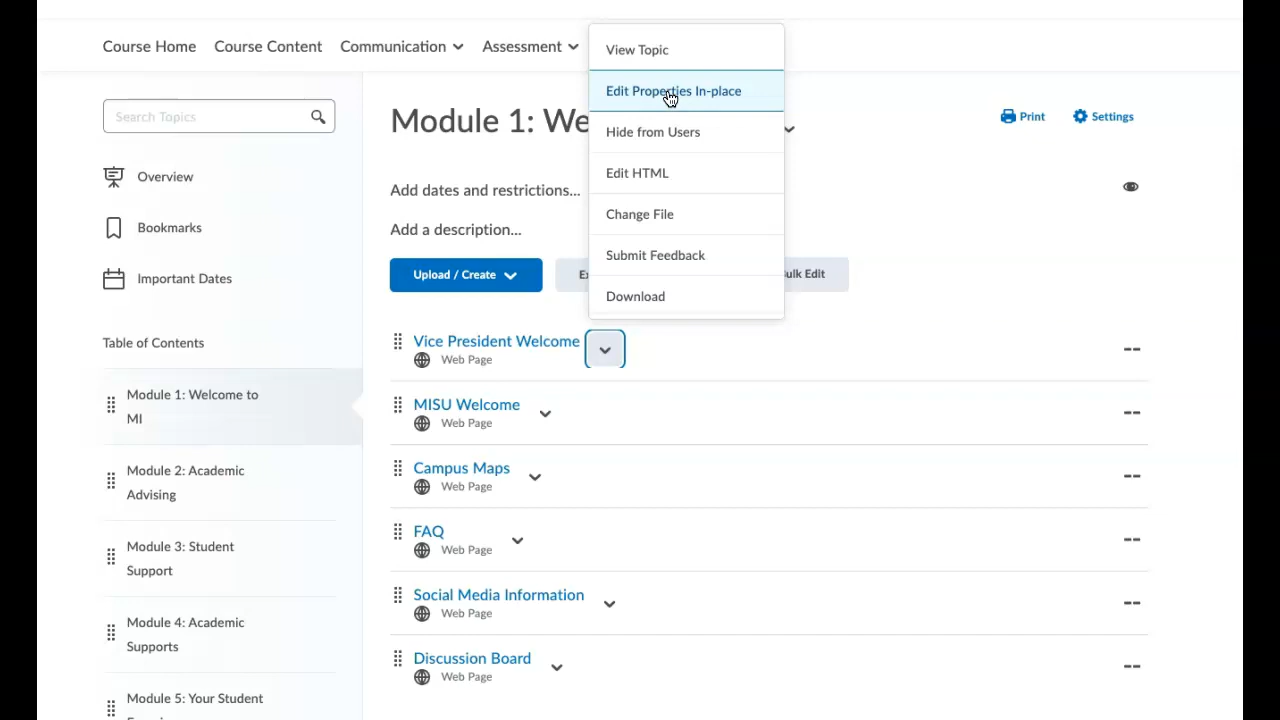 Course Home Course Content Communication Assessment
View Topic
Edit Properties In-place
Hide from Users
Edit HTML
Change File
Submit Feedback
Download
Search Topics
Overview
Bookmarks
Important Dates
Table of Contents
Module 1: Welcome to
MI
Module 2: Academic
Advising
Module 3: Student
Support
Module 4: Academic
Supports
Module 5: Your Student
Module 1: We
Print Settings
Add dates and restrictions...
Add a description...
Upload / Create Ex ulk Edit
Vice President Welcome
Web Page
--
MISU Welcome
Web Page
--
Campus Maps
Web Page
--
FAQ
Web Page
--
Social Media Information
Web Page
--
Discussion Board
Web Page
--